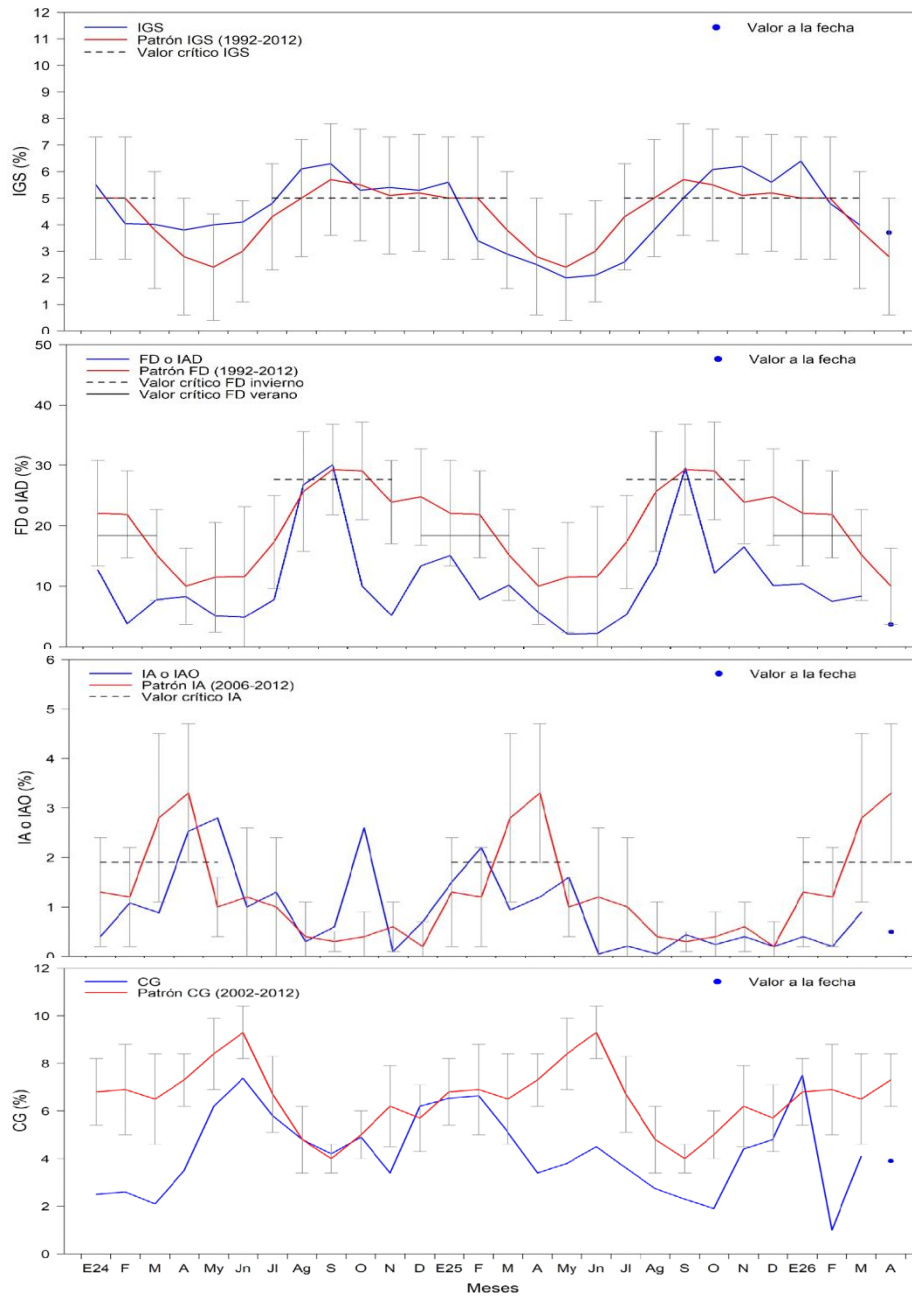 IGS
Patrón IGS (1992-2012)
Valor crítico IGS
Valor a la fecha
12
11
10
9
8
7
6
5
4
3
2
1
0
IGS (%)
FD o IAD
Patrón FD (1992-2012)
Valor crítico FD invierno
Valor crítico FD verano
Valor a la fecha
50
40
30
20
10
0
FD o IAD (%)
IA o IAO
Patrón IA (2006-2012)
Valor crítico IA
Valor a la fecha
6
5
4
3
2
1
0
IA o IAO (%)
CG
Patrón CG (2002-2012)
Valor a la fecha
12
10
8
6
4
2
0
CG (%)
E24 F M A My Jn Jl Ag S O N D E25 F M A My Jn Jl Ag S O N D E26 F M A
Meses